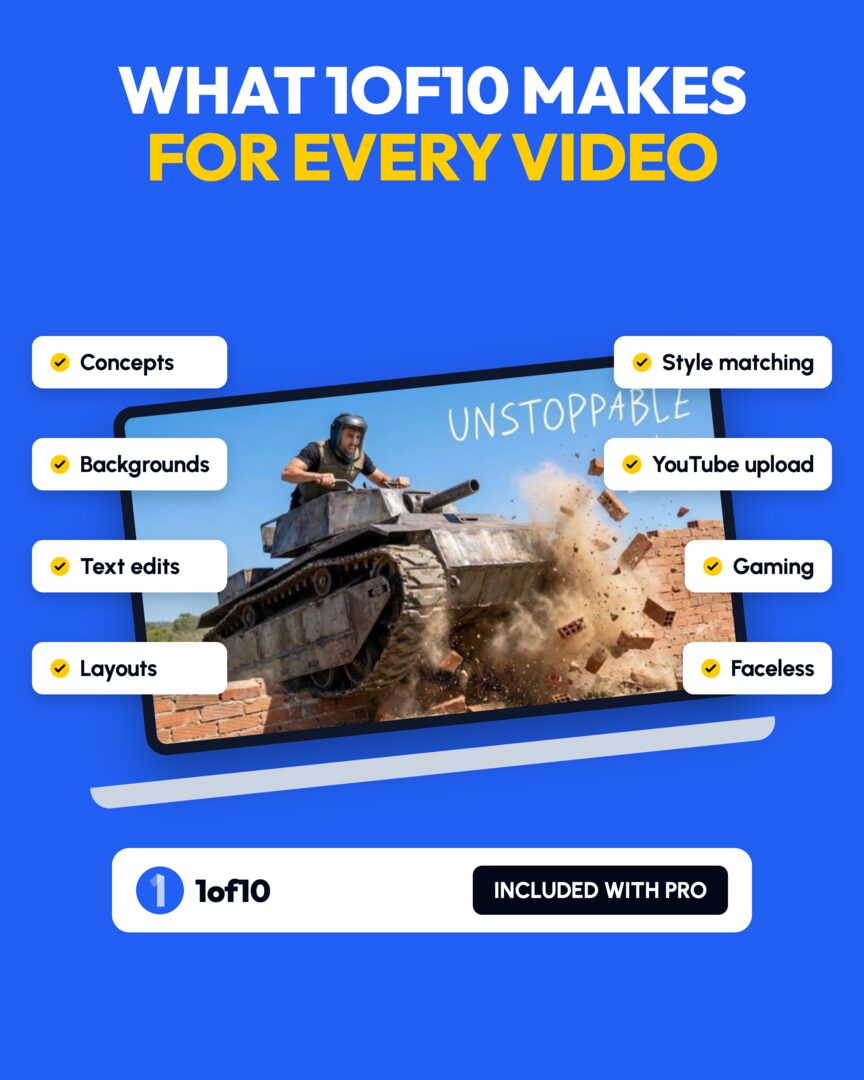 WHAT 1OF10 MAKES
FOR EVERY VIDEO
Concepts
Style matching
UNSTOPPABLE
Backgrounds
YouTube upload
Text edits
Gaming
Layouts
Faceless
1of10
INCLUDED WITH PRO